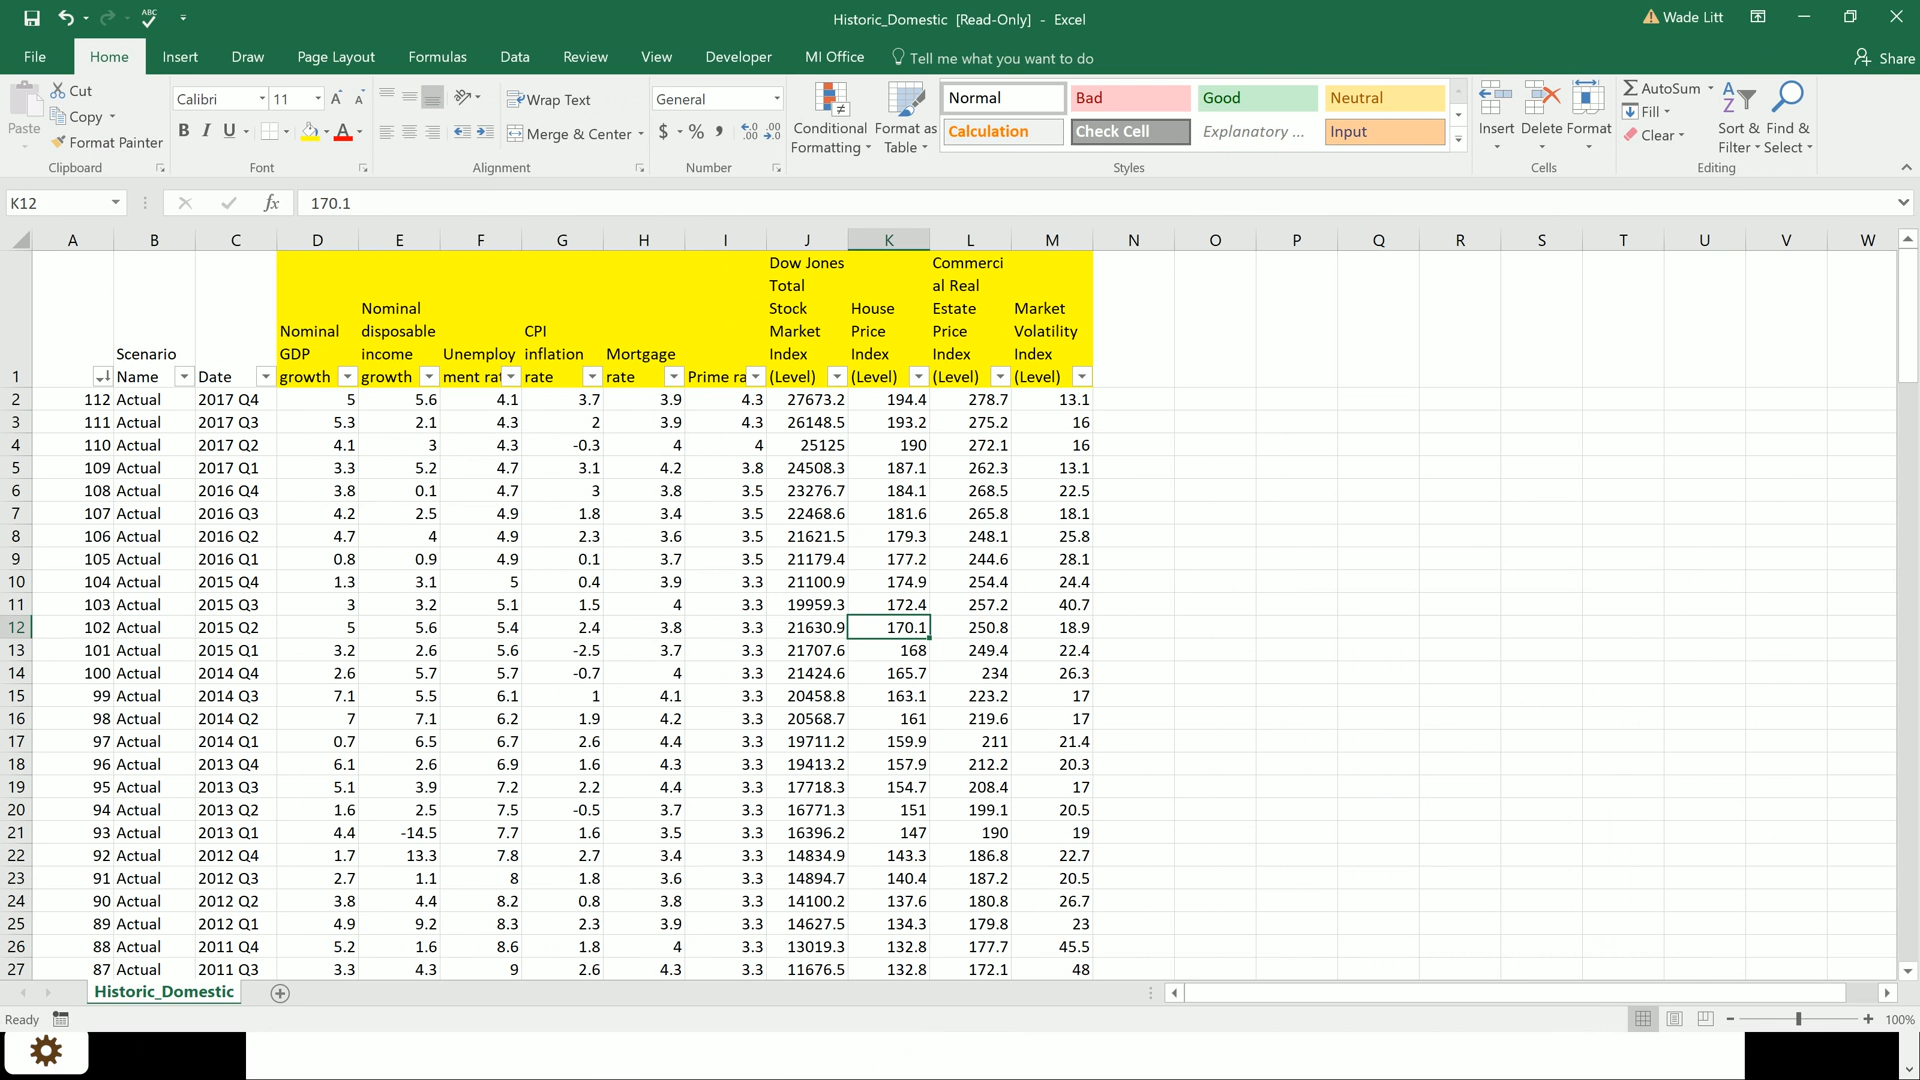 ABC
Historic_Domestic [Read-Only] - Excel
Wade Litt
File Home Insert Draw Page Layout Formulas Data Review View Developer MI Office Tell me what you want to do Share
Paste
Cut
Copy
Format Painter
Clipboard
Calibri 11
B I U
Font
Wrap Text
Merge & Center
Alignment
General
$ % ,
Number
Conditional Formatting
Format as Table
Normal Bad Good Neutral
Calculation Check Cell Explanatory ... Input
Styles
Insert Delete Format
Cells
AutoSum
Fill
Clear
Sort & Filter
Find & Select
Editing
K12 fx 170.1
A B C D E F G H I J K L M N O P Q R S T U V W
1 Scenario Name Date Nominal GDP growth Nominal disposable income growth Unemploy ment rat CPI inflation rate Mortgage rate Prime ra Dow Jones Total Stock Market Index (Level) House Price Index (Level) Commerci al Real Estate Price Index (Level) Market Volatility Index (Level)
2 112 Actual 2017 Q4 5 5.6 4.1 3.7 3.9 4.3 27673.2 194.4 278.7 13.1
3 111 Actual 2017 Q3 5.3 2.1 4.3 2 3.9 4.3 26148.5 193.2 275.2 16
4 110 Actual 2017 Q2 4.1 3 4.3 -0.3 4 4 25125 190 272.1 16
5 109 Actual 2017 Q1 3.3 5.2 4.7 3.1 4.2 3.8 24508.3 187.1 262.3 13.1
6 108 Actual 2016 Q4 3.8 0.1 4.7 3 3.8 3.5 23276.7 184.1 268.5 22.5
7 107 Actual 2016 Q3 4.2 2.5 4.9 1.8 3.4 3.5 22468.6 181.6 265.8 18.1
8 106 Actual 2016 Q2 4.7 4 4.9 2.3 3.6 3.5 21621.5 179.3 248.1 25.8
9 105 Actual 2016 Q1 0.8 0.9 4.9 0.1 3.7 3.5 21179.4 177.2 244.6 28.1
10 104 Actual 2015 Q4 1.3 3.1 5 0.4 3.9 3.3 21100.9 174.9 254.4 24.4
11 103 Actual 2015 Q3 3 3.2 5.1 1.5 4 3.3 19959.3 172.4 257.2 40.7
12 102 Actual 2015 Q2 5 5.6 5.4 2.4 3.8 3.3 21630.9 170.1 250.8 18.9
13 101 Actual 2015 Q1 3.2 2.6 5.6 -2.5 3.7 3.3 21707.6 168 249.4 22.4
14 100 Actual 2014 Q4 2.6 5.7 5.7 -0.7 4 3.3 21424.6 165.7 234 26.3
15 99 Actual 2014 Q3 7.1 5.5 6.1 1 4.1 3.3 20458.8 163.1 223.2 17
16 98 Actual 2014 Q2 7 7.1 6.2 1.9 4.2 3.3 20568.7 161 219.6 17
17 97 Actual 2014 Q1 0.7 6.5 6.7 2.6 4.4 3.3 19711.2 159.9 211 21.4
18 96 Actual 2013 Q4 6.1 2.6 6.9 1.6 4.3 3.3 19413.2 157.9 212.2 20.3
19 95 Actual 2013 Q3 5.1 3.9 7.2 2.2 4.4 3.3 17718.3 154.7 208.4 17
20 94 Actual 2013 Q2 1.6 2.5 7.5 -0.5 3.7 3.3 16771.3 151 199.1 20.5
21 93 Actual 2013 Q1 4.4 -14.5 7.7 1.6 3.5 3.3 16396.2 147 190 19
22 92 Actual 2012 Q4 1.7 13.3 7.8 2.7 3.4 3.3 14834.9 143.3 186.8 22.7
23 91 Actual 2012 Q3 2.7 1.1 8 1.8 3.6 3.3 14894.7 140.4 187.2 20.5
24 90 Actual 2012 Q2 3.8 4.4 8.2 0.8 3.8 3.3 14100.2 137.6 180.8 26.7
25 89 Actual 2012 Q1 4.9 9.2 8.3 2.3 3.9 3.3 14627.5 134.3 179.8 23
26 88 Actual 2011 Q4 5.2 1.6 8.6 1.8 4 3.3 13019.3 132.8 177.7 45.5
27 87 Actual 2011 Q3 3.3 4.3 9 2.6 4.3 3.3 11676.5 132.8 172.1 48
Historic_Domestic
Ready
100%